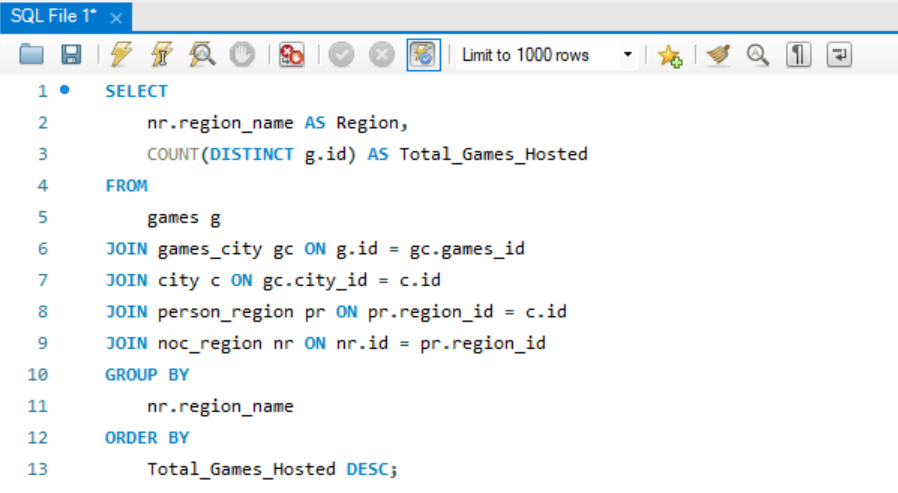 SQL File 1*
Limit to 1000 rows
1 SELECT
2 nr.region_name AS Region,
3 COUNT(DISTINCT g.id) AS Total_Games_Hosted
4 FROM
5 games g
6 JOIN games_city gc ON g.id = gc.games_id
7 JOIN city c ON gc.city_id = c.id
8 JOIN person_region pr ON pr.region_id = c.id
9 JOIN noc_region nr ON nr.id = pr.region_id
10 GROUP BY
11 nr.region_name
12 ORDER BY
13 Total_Games_Hosted DESC;